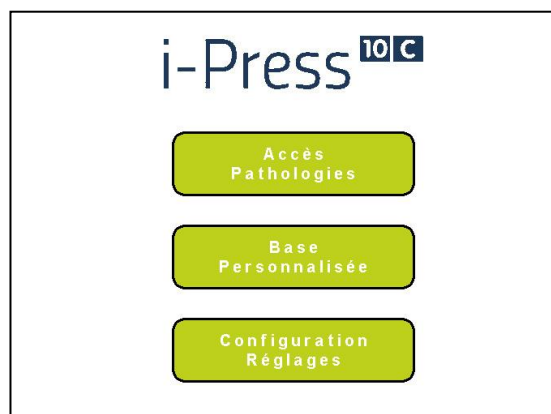 i-Press 10 C
Accès
Pathologies
Base
Personnalisée
Configuration
Réglages